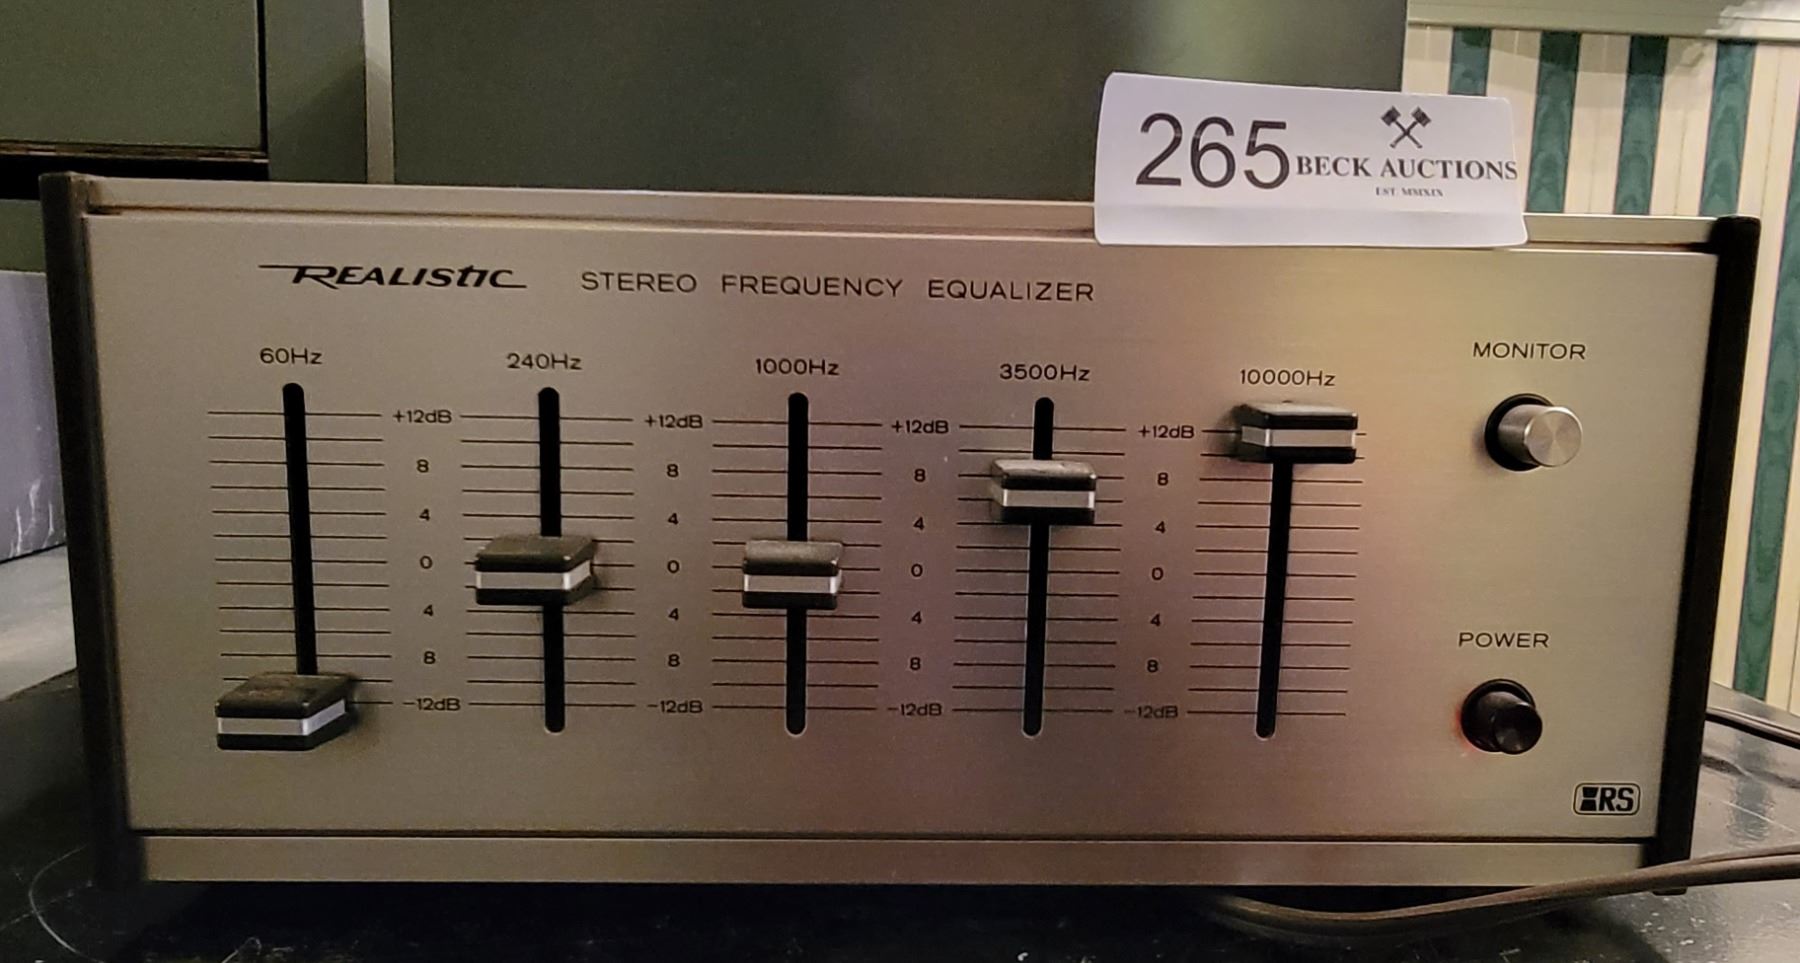 265
BECK AUCTIONS
EST MMXIX
REALISTIC STEREO FREQUENCY EQUALIZER
60Hz 240Hz 1000Hz 3500Hz 10000Hz
MONITOR
+12dB +12dB +12dB +12dB
8 8 8 8
4 4 4 4
0 0 0 0
4 4 4 4
8 8 8 8
-12dB -12dB -12dB -12dB
POWER
RS